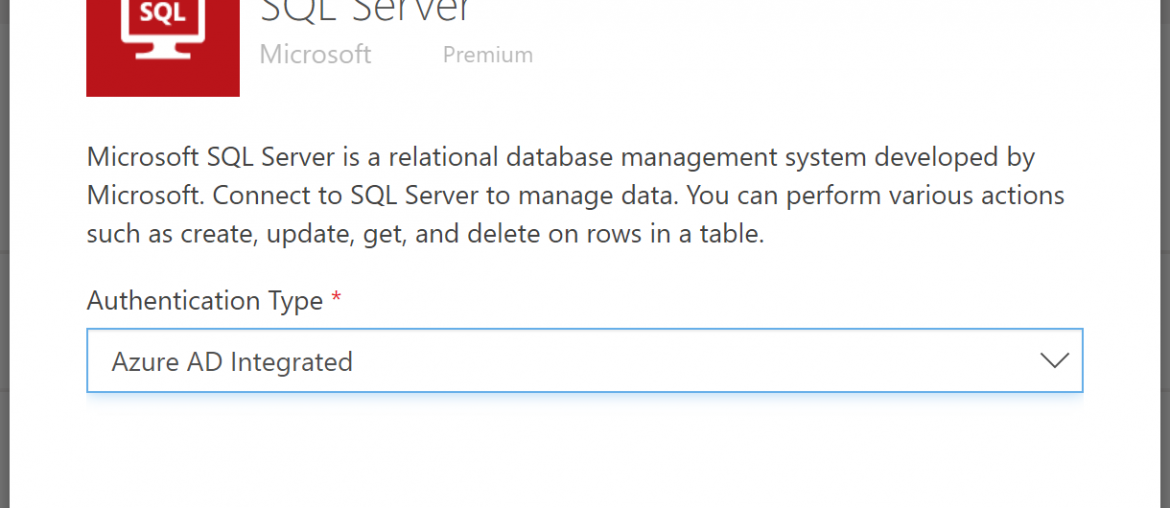 SQL
SQL Server
Microsoft Premium
Microsoft SQL Server is a relational database management system developed by
Microsoft. Connect to SQL Server to manage data. You can perform various actions
such as create, update, get, and delete on rows in a table.
Authentication Type *
Azure AD Integrated